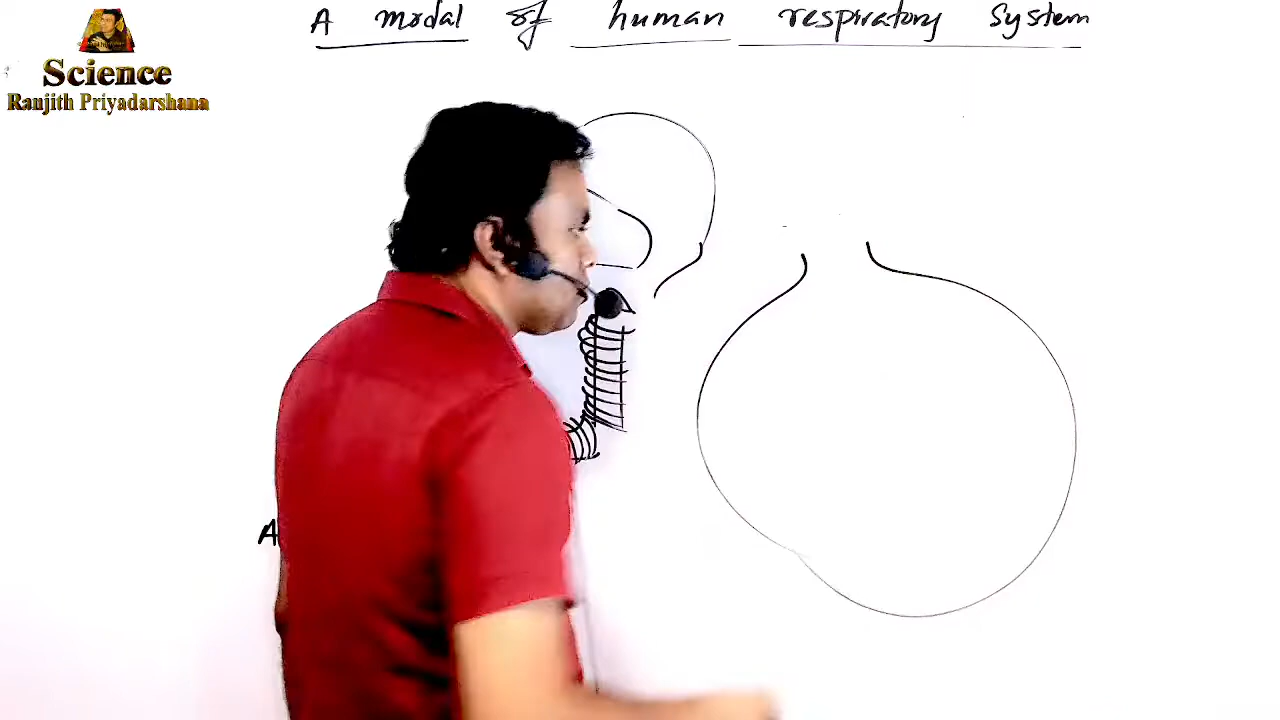 A modal of human respiratory system
Science
Ranjith Priyadarshana
A